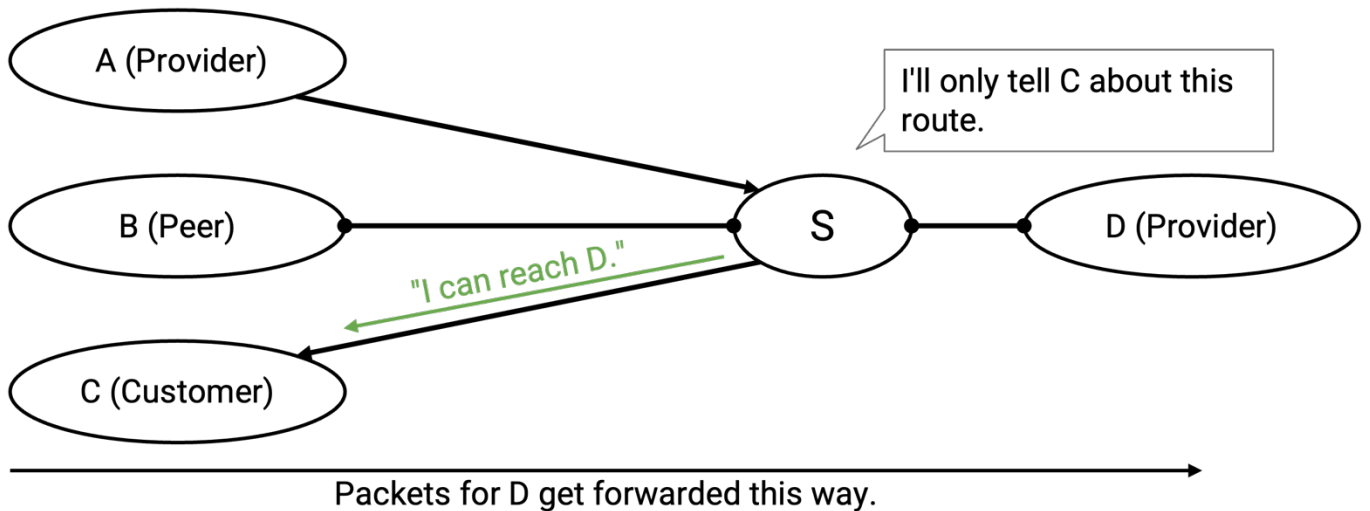 A (Provider)
I'll only tell C about this
route.
B (Peer)
S
D (Provider)
"I can reach D."
C (Customer)
Packets for D get forwarded this way.